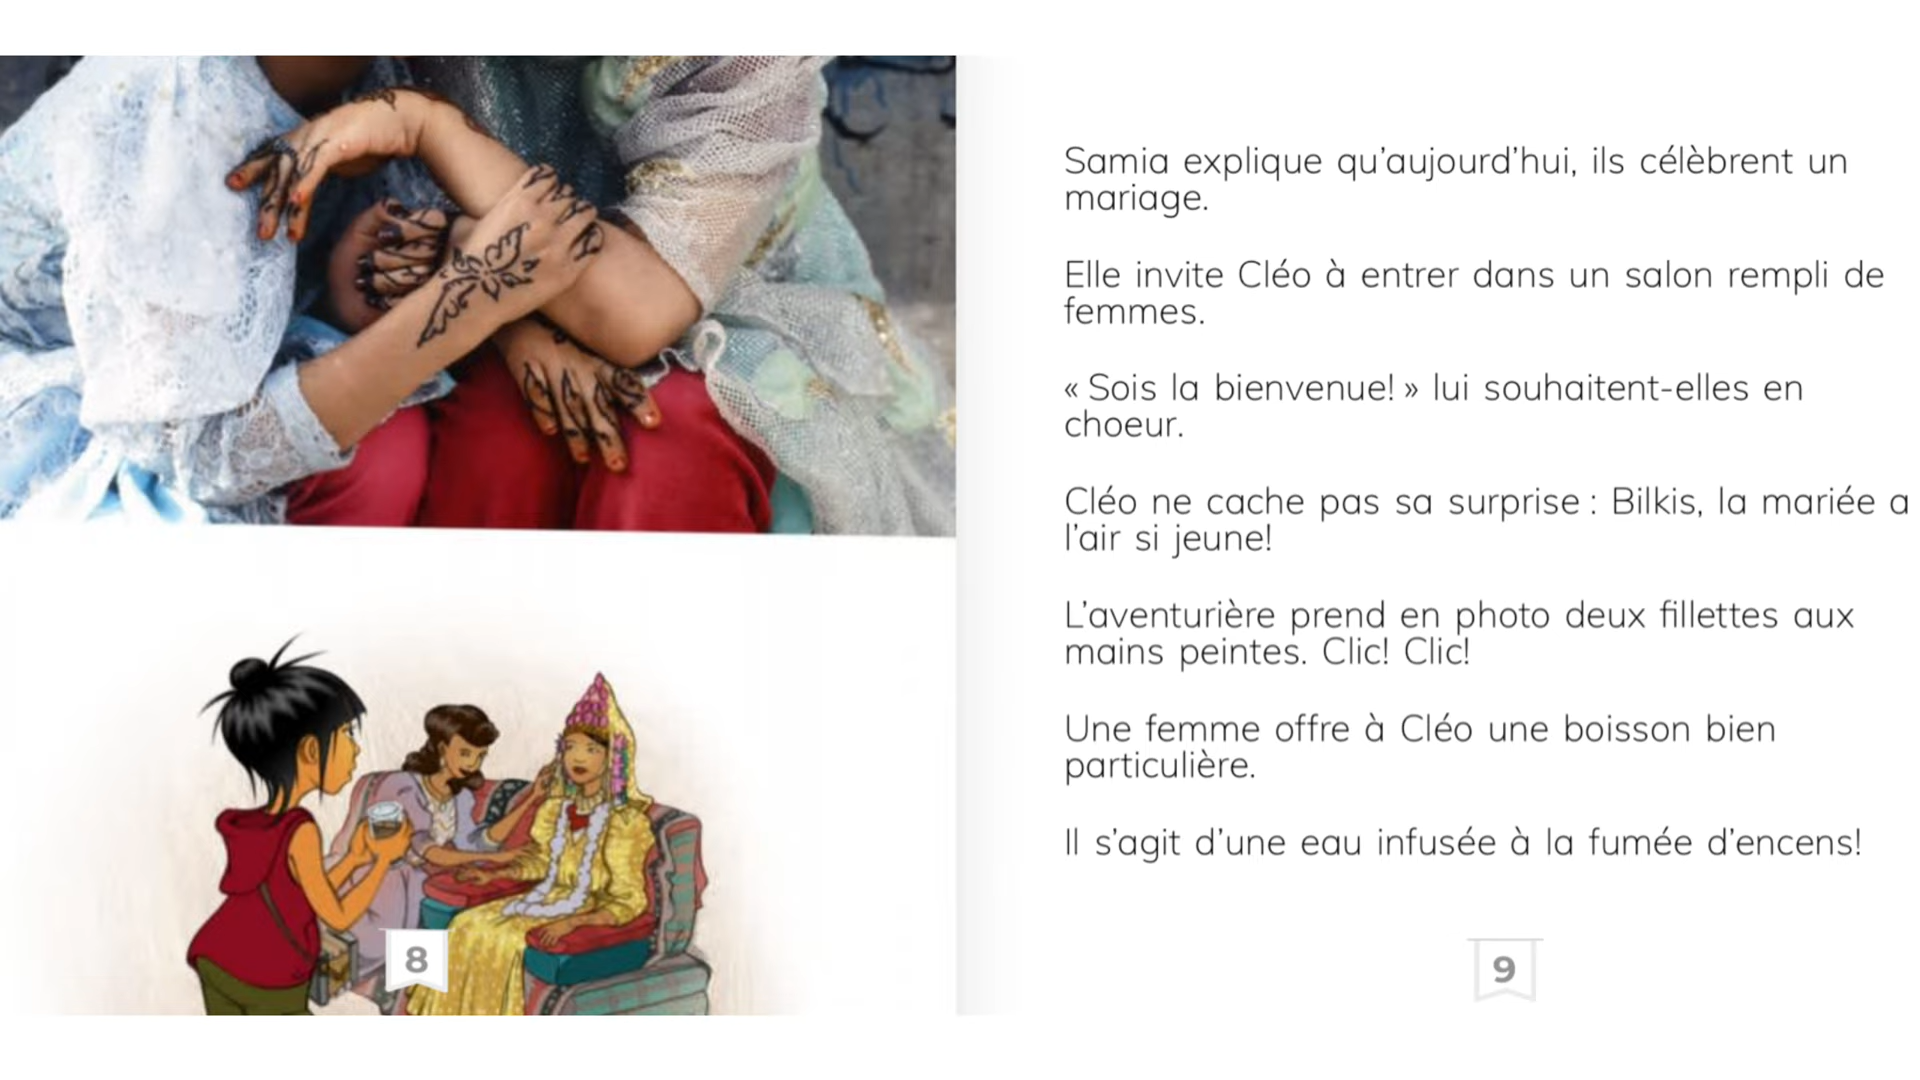 Samia explique qu’aujourd’hui, ils célèbrent un
mariage.
Elle invite Cléo à entrer dans un salon rempli de
femmes.
« Sois la bienvenue! » lui souhaitent-elles en
choeur.
Cléo ne cache pas sa surprise : Bilkis, la mariée a
l’air si jeune!
L’aventurière prend en photo deux fillettes aux
mains peintes. Clic! Clic!
Une femme offre à Cléo une boisson bien
particulière.
Il s’agit d’une eau infusée à la fumée d’encens!
8
9